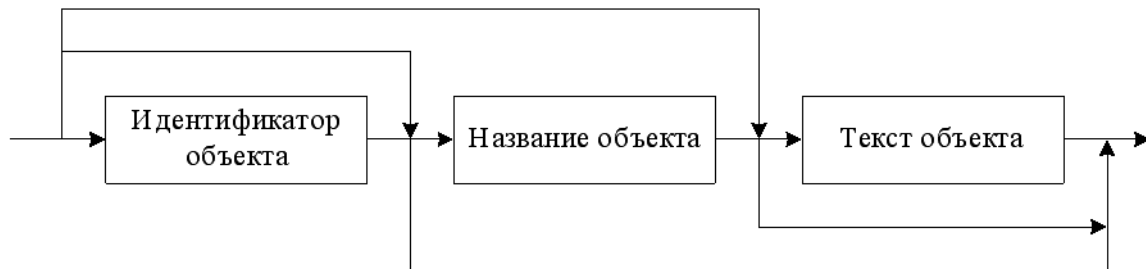 Идентификатор
объекта
Название объекта
Текст объекта